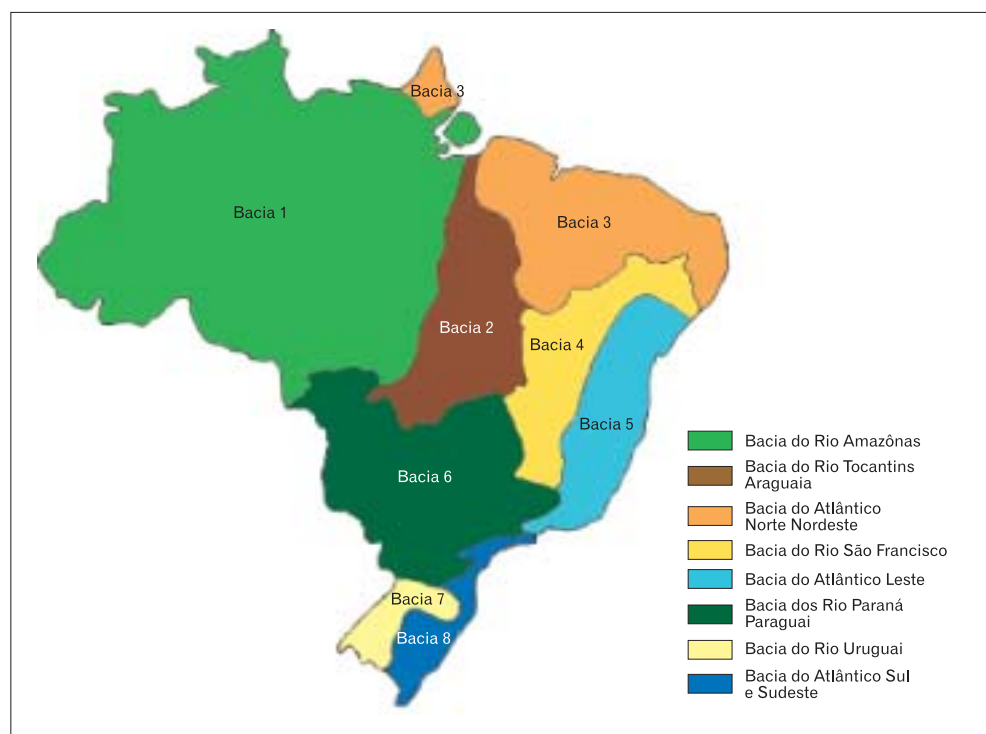 Bacia 3
Bacia 1
Bacia 3
Bacia 2
Bacia 4
Bacia 5
Bacia 6
Bacia 7
Bacia 8
Bacia do Rio Amazônas
Bacia do Rio Tocantins
Araguaia
Bacia do Atlântico
Norte Nordeste
Bacia do Rio São Francisco
Bacia do Atlântico Leste
Bacia dos Rio Paraná
Paraguai
Bacia do Rio Uruguai
Bacia do Atlântico Sul
e Sudeste